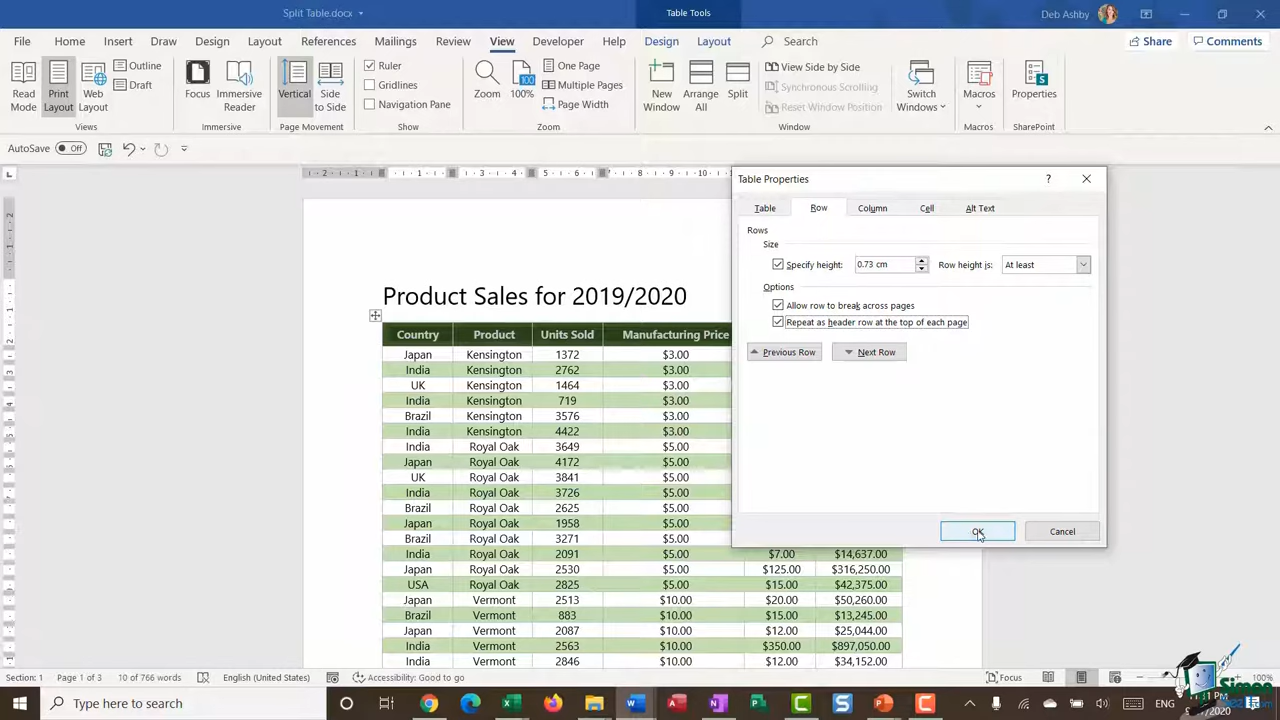 Split Table.docx
Table Tools
Deb Ashby
File Home Insert Draw Design Layout References Mailings Review View Developer Help Design Layout Search Share Comments
Read Mode
Print Layout
Web Layout
Outline
Draft
Views
Focus
Immersive Reader
Immersive
Vertical
Side to Side
Page Movement
Ruler
Gridlines
Navigation Pane
Show
Zoom
100
100%
One Page
Multiple Pages
Page Width
Zoom
New Window
Arrange All
Split
View Side by Side
Synchronous Scrolling
Reset Window Position
Window
Switch Windows
Macros
Macros
Properties
SharePoint
AutoSave Off
Table Properties
Table Row Column Cell Alt Text
Rows
Size
Specify height: 0.73 cm Row height is: At least
Options
Allow row to break across pages
Repeat as header row at the top of each page
Previous Row Next Row
OK Cancel
Product Sales for 2019/2020
Country Product Units Sold Manufacturing Price
Japan Kensington 1372 $3.00
India Kensington 2762 $3.00
UK Kensington 1464 $3.00
India Kensington 719 $3.00
Brazil Kensington 3576 $3.00
India Kensington 4422 $3.00
India Royal Oak 3649 $5.00
Japan Royal Oak 4172 $5.00
UK Royal Oak 3841 $5.00
India Royal Oak 3726 $5.00
Brazil Royal Oak 2625 $5.00
Japan Royal Oak 1958 $5.00
Brazil Royal Oak 3271 $5.00
India Royal Oak 2091 $5.00 $7.00 $14,637.00
Japan Royal Oak 2530 $5.00 $125.00 $316,250.00
USA Royal Oak 2825 $5.00 $15.00 $42,375.00
Japan Vermont 2513 $10.00 $20.00 $50,260.00
Brazil Vermont 883 $10.00 $15.00 $13,245.00
Japan Vermont 2087 $10.00 $12.00 $25,044.00
India Vermont 2563 $10.00 $350.00 $897,050.00
India Vermont 2846 $10.00 $12.00 $34,152.00
Section: 1 Page 1 of 3 10 of 766 words English (United States) Accessibility: Good to go Focus 100%
Type here to search
ENG